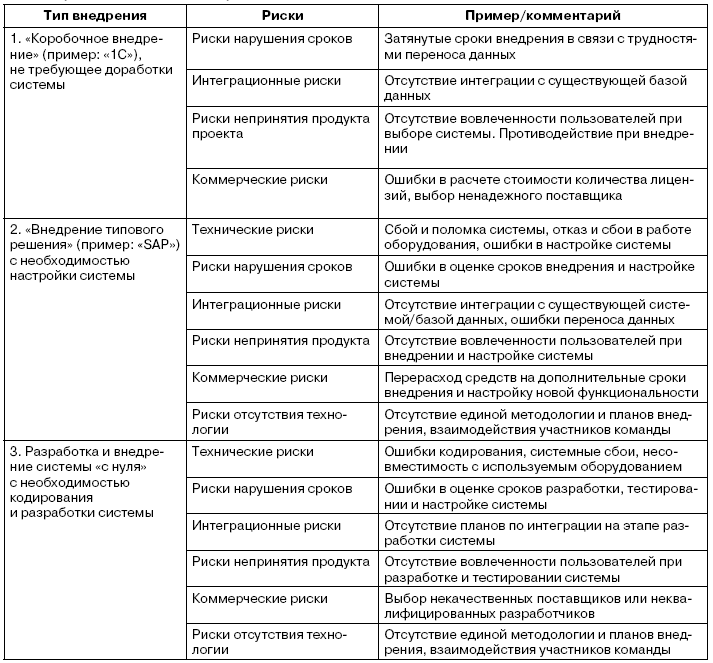 Тип внедрения
Риски
Пример/комментарий
1. «Коробочное внедре-
ние» (пример: «1С»),
не требующее доработки
системы
Риски нарушения сроков
Затянутые сроки внедрения в связи с трудностя-
ми переноса данных
Интеграционные риски
Отсутствие интеграции с существующей базой
данных
Риски непринятия продукта
проекта
Отсутствие вовлеченности пользователей при
выборе системы. Противодействие при внедре-
нии
Коммерческие риски
Ошибки в расчете стоимости количества лицен-
зий, выбор ненадежного поставщика
2. «Внедрение типового
решения» (пример: «SAP»)
с необходимостью
настройки системы
Технические риски
Сбой и поломка системы, отказ и сбои в работе
оборудования, ошибки в настройке системы
Риски нарушения сроков
Ошибки в оценке сроков внедрения и настройке
системы
Интеграционные риски
Отсутствие интеграции с существующей систе-
мой/базой данных, ошибки переноса данных
Риски непринятия продукта
Отсутствие вовлеченности пользователей при
внедрении и настройке системы
Коммерческие риски
Перерасход средств на дополнительные сроки
внедрения и настройку новой функциональности
Риски отсутствия техно-
логии
Отсутствие единой методологии и планов внед-
рения, взаимодействия участников команды
3. Разработка и внедре-
ние системы «с нуля»
с необходимостью
кодирования
и разработки системы
Технические риски
Ошибки кодирования, системные сбои, несо-
вместимость с используемым оборудованием
Риски нарушения сроков
Ошибки в оценке сроков разработки, тестирова-
нии и настройке системы
Интеграционные риски
Отсутствие планов по интеграции на этапе раз-
работки системы
Риски непринятия продукта
Отсутствие вовлеченности пользователей при
разработке и тестировании системы
Коммерческие риски
Выбор некачественных поставщиков или неква-
лифицированных разработчиков
Риски отсутствия техно-
логии
Отсутствие единой методологии и планов внед-
рения, взаимодействия участников команды